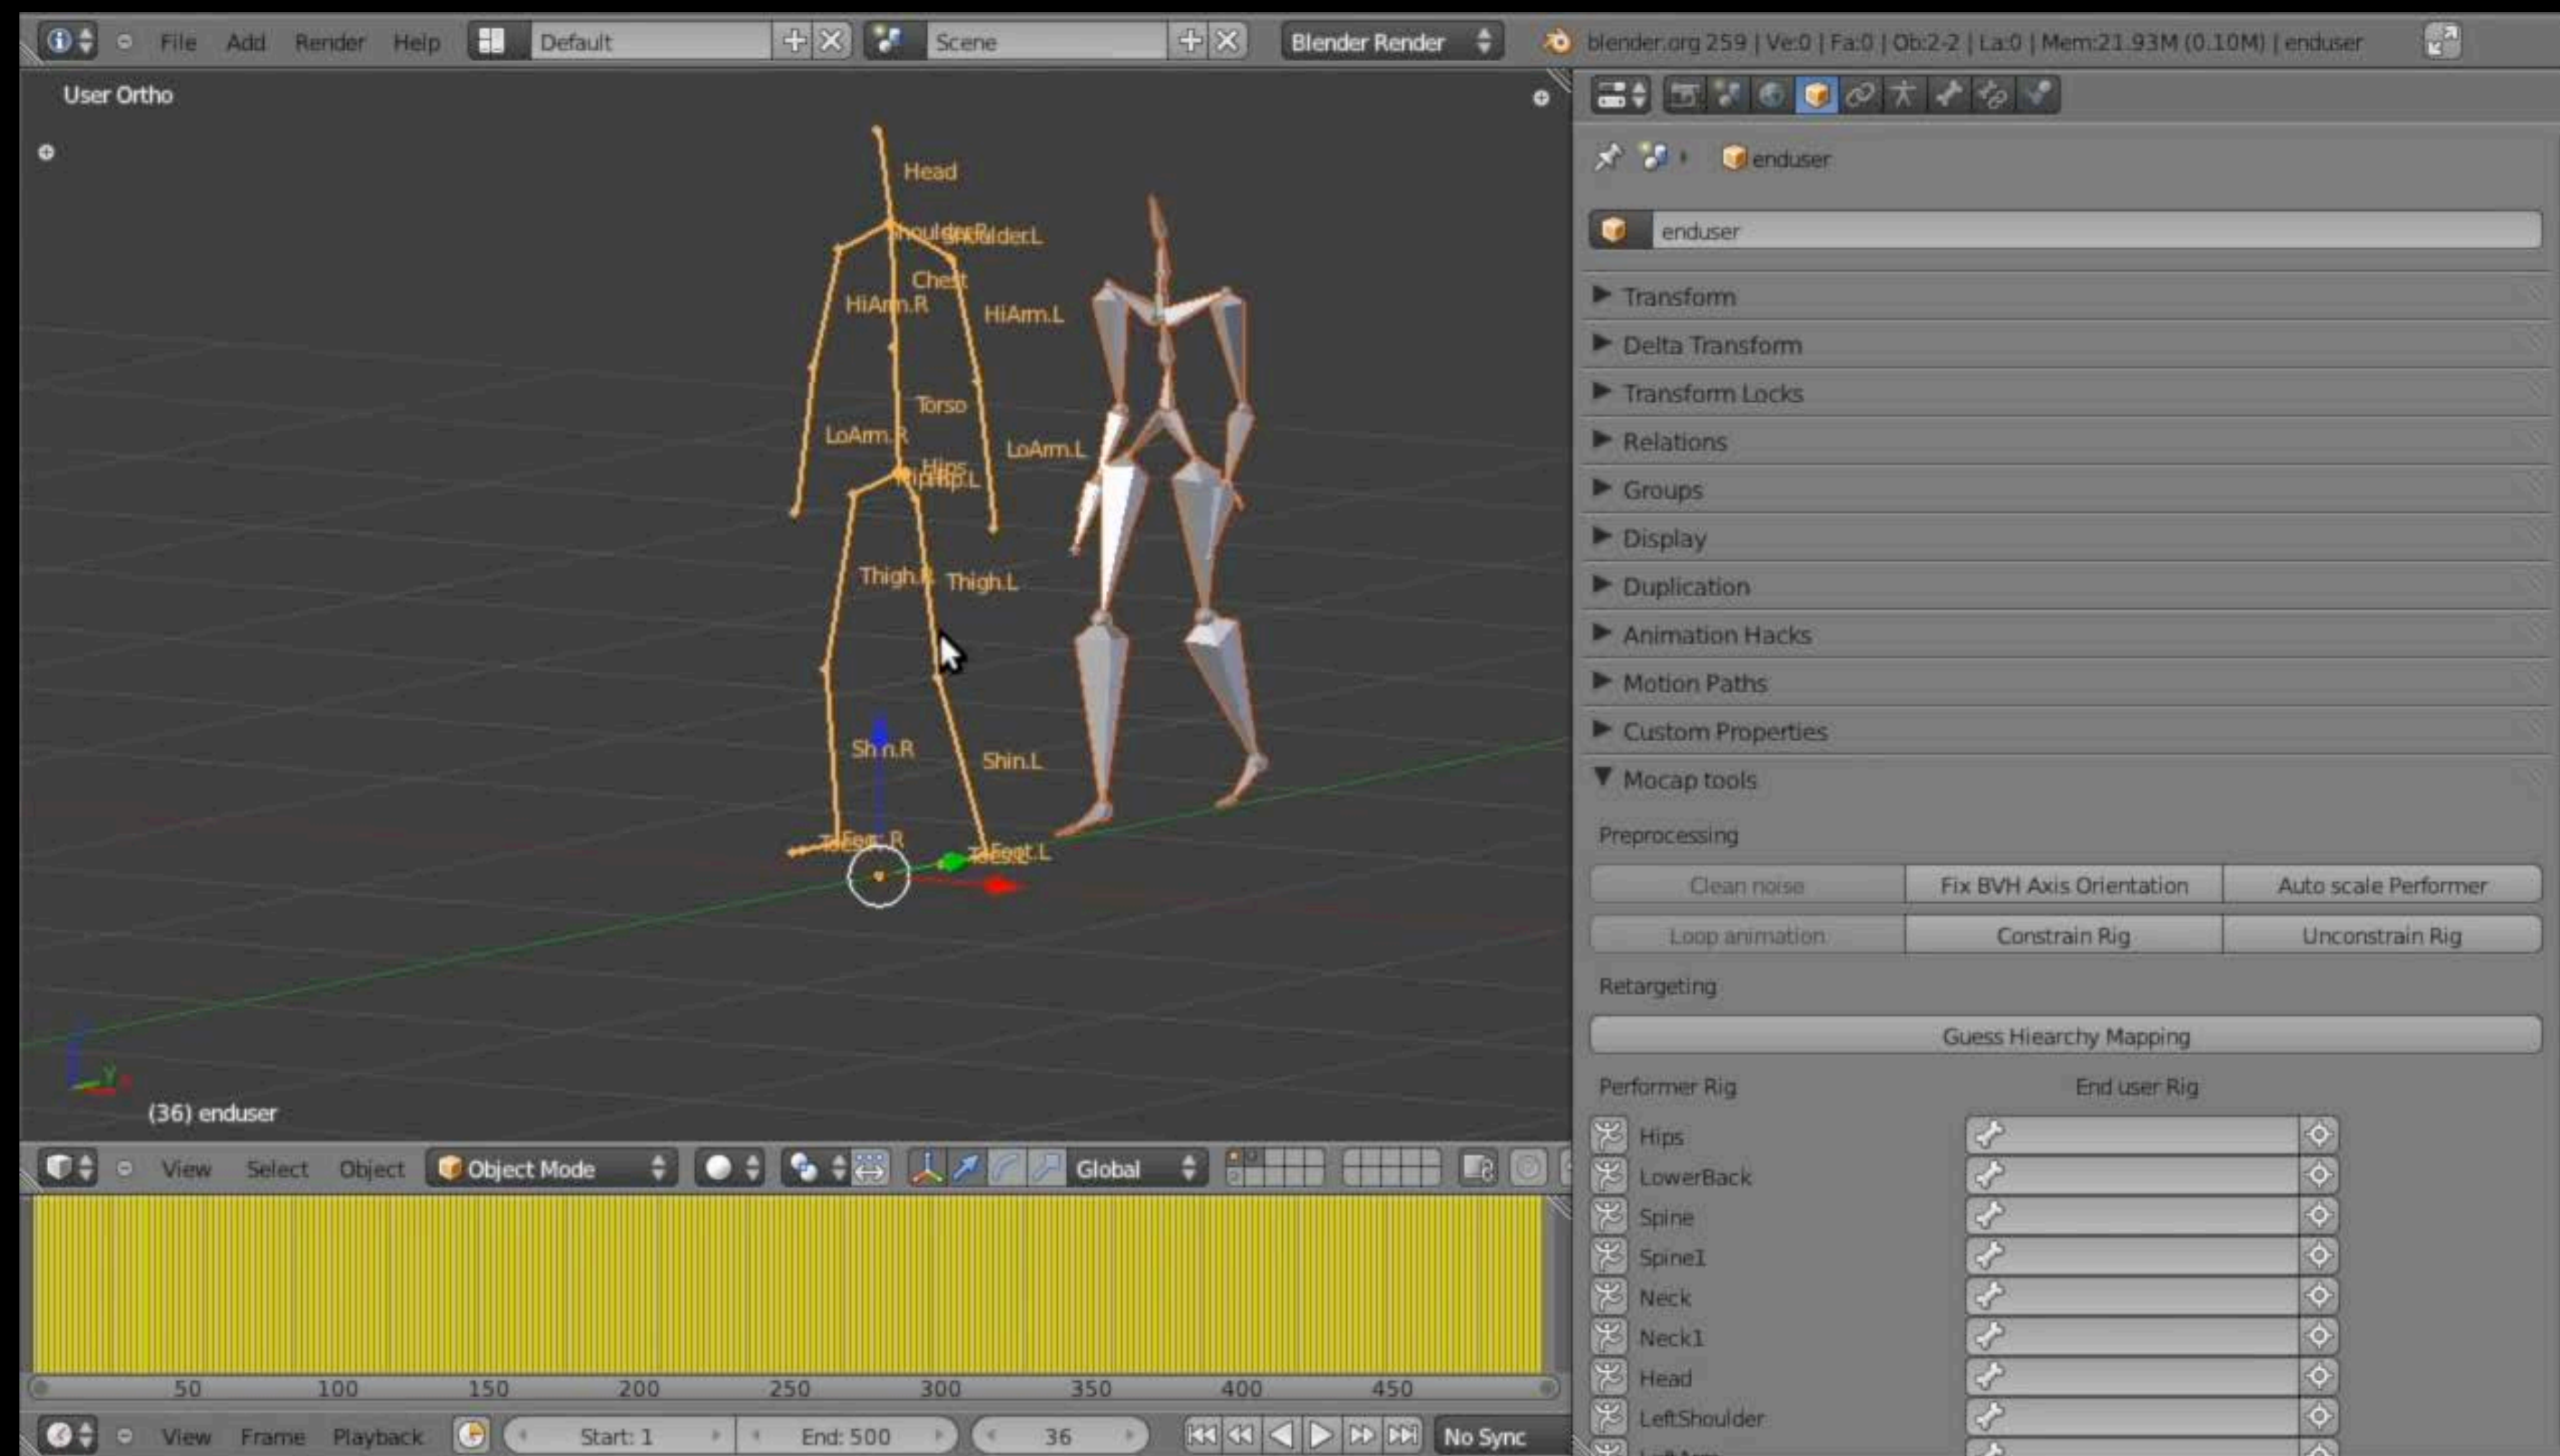 File Add Render Help Default Scene Blender Render blender.org 259 | Ve:0 | Fa:0 | Ob:2-2 | La:0 | Mem:21.93M (0.10M) | enduser
User Ortho
Head
Shoulder.L
Chest
HiArm.R
HiArm.L
Torso
LoArm.R
LoArm.L
Hips
Thigh.R
Thigh.L
Shin.R
Shin.L
Foot.R
Foot.L
Y
(36) enduser
View Select Object Object Mode Global
50 100 150 200 250 300 350 400 450
View Frame Playback Start: 1 End: 500 36 No Sync
enduser
enduser
Transform
Delta Transform
Transform Locks
Relations
Groups
Display
Duplication
Animation Hacks
Motion Paths
Custom Properties
Mocap tools
Preprocessing
Clean noise Fix BVH Axis Orientation Auto scale Performer
Loop animation Constrain Rig Unconstrain Rig
Retargeting
Guess Hiearchy Mapping
Performer Rig End user Rig
Hips
LowerBack
Spine
Spine1
Neck
Neck1
Head
LeftShoulder